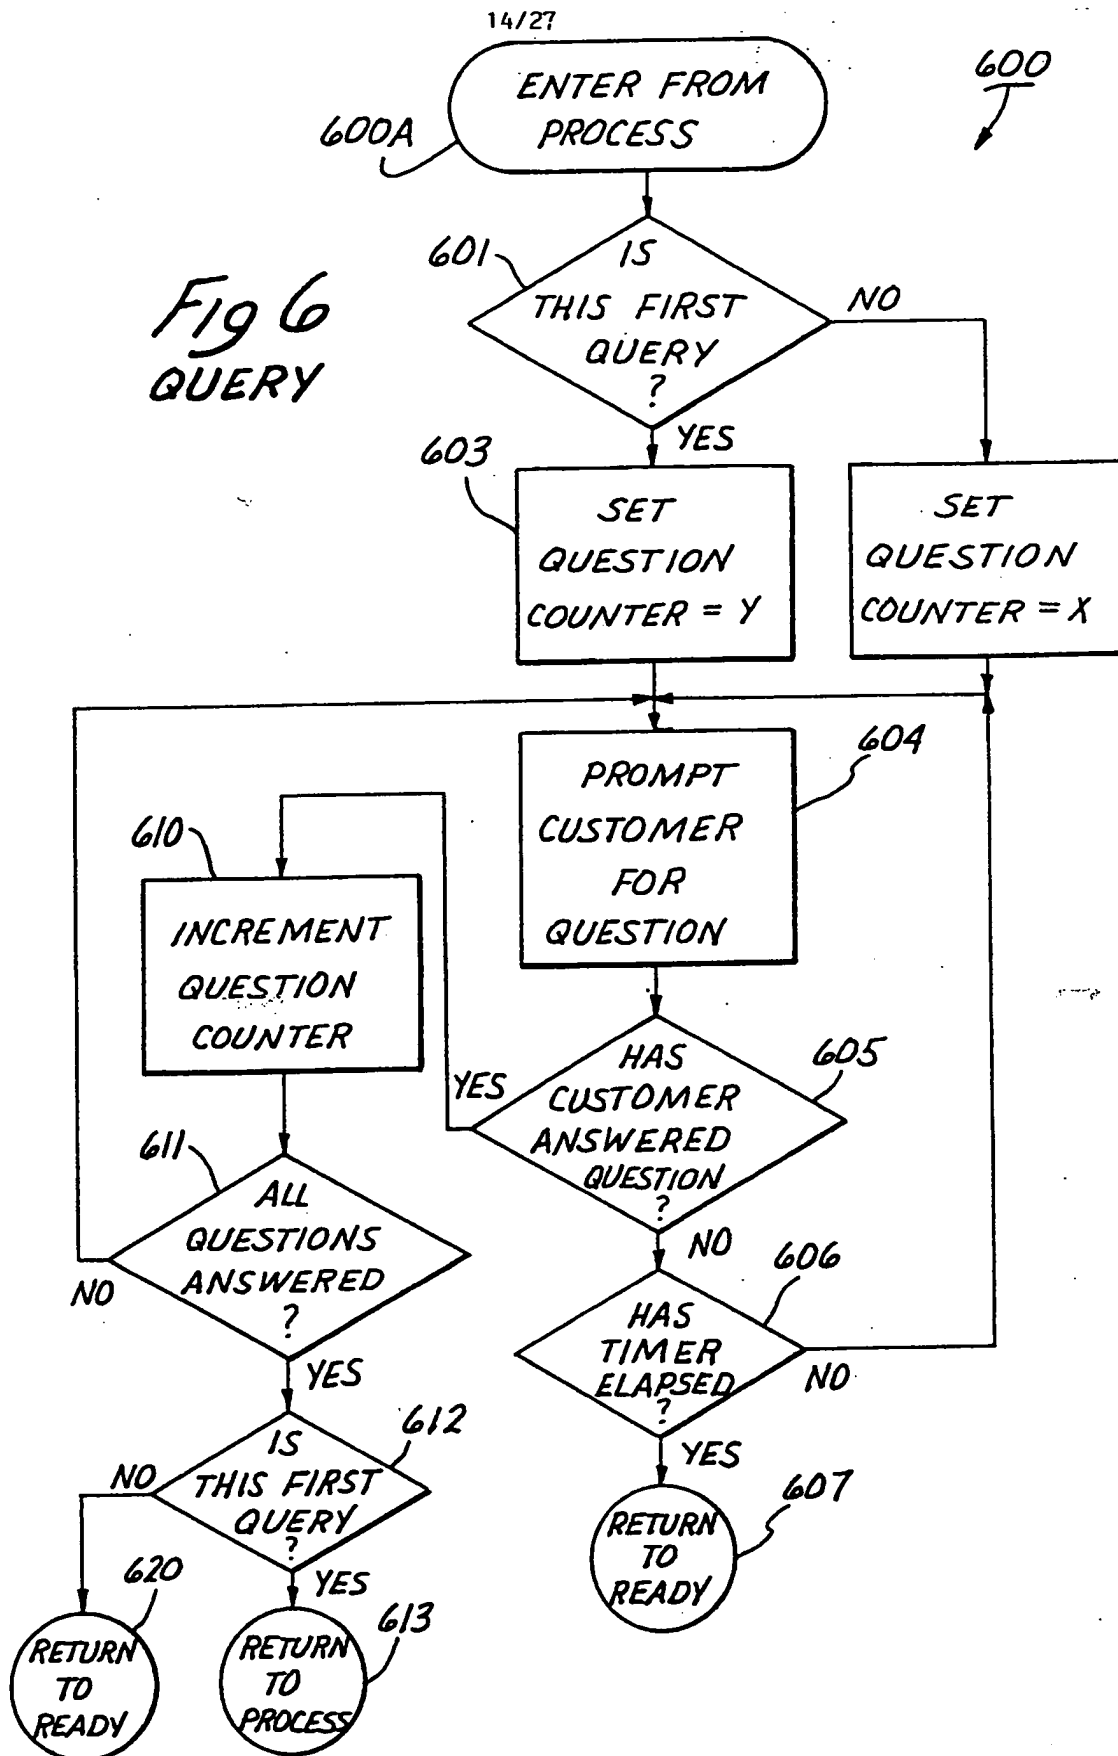 14/27
ENTER FROM
PROCESS
600
600A
Fig 6
QUERY
601
IS
THIS FIRST
QUERY
?
NO
YES
603
SET
QUESTION
COUNTER = Y
SET
QUESTION
COUNTER = X
604
PROMPT
CUSTOMER
FOR
QUESTION
610
INCREMENT
QUESTION
COUNTER
605
HAS
CUSTOMER
ANSWERED
QUESTION
?
YES
NO
611
ALL
QUESTIONS
ANSWERED
?
NO
YES
606
HAS
TIMER
ELAPSED
?
NO
YES
612
IS
THIS FIRST
QUERY
?
NO
YES
607
RETURN
TO
READY
620
RETURN
TO
READY
613
RETURN
TO
PROCESS